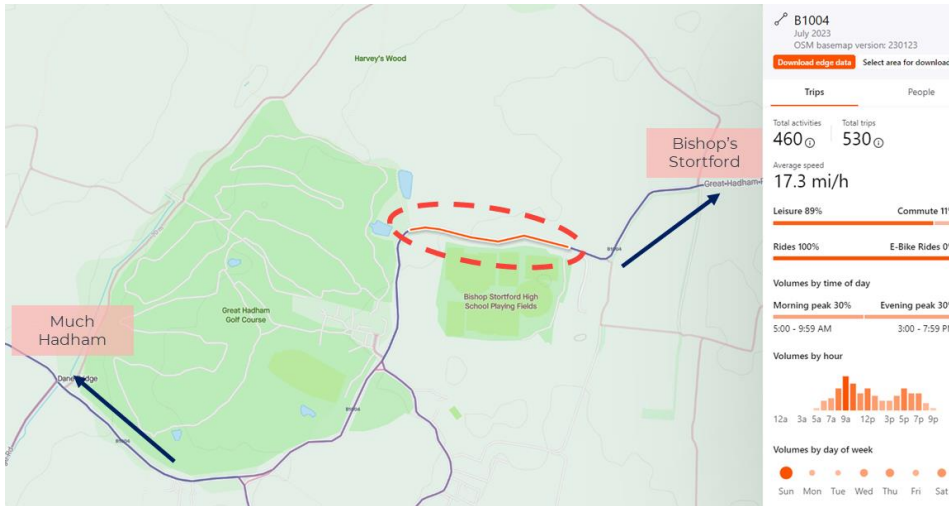 Harvey's Wood
Bishop's
Stortford
Great-Hadham-R
B1004
Bishop Stortford High
School Playing Fields
Great Hadham
Golf Course
Much
Hadham
B1004
B1004
B1004
July 2023
OSM basemap version: 230123
Download edge data Select area for download
Trips People
Total activities Total trips
460 530
Average speed
17.3 mi/h
Leisure 89% Commute 11%
Rides 100% E-Bike Rides 0%
Volumes by time of day
Morning peak 30% Evening peak 30
5:00 - 9:59 AM 3:00 - 7:59 PM
Volumes by hour
12a 3a 5a 7a 9a 12p 3p 5p 7p 9p
Volumes by day of week
Sun Mon Tue Wed Thu Fri Sat